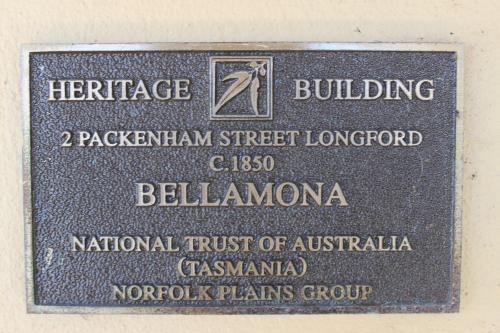 HERITAGE BUILDING
2 PACKENHAM STREET LONGFORD
C.1850
BELLAMONA
NATIONAL TRUST OF AUSTRALIA
(TASMANIA)
NORFOLK PLAINS GROUP